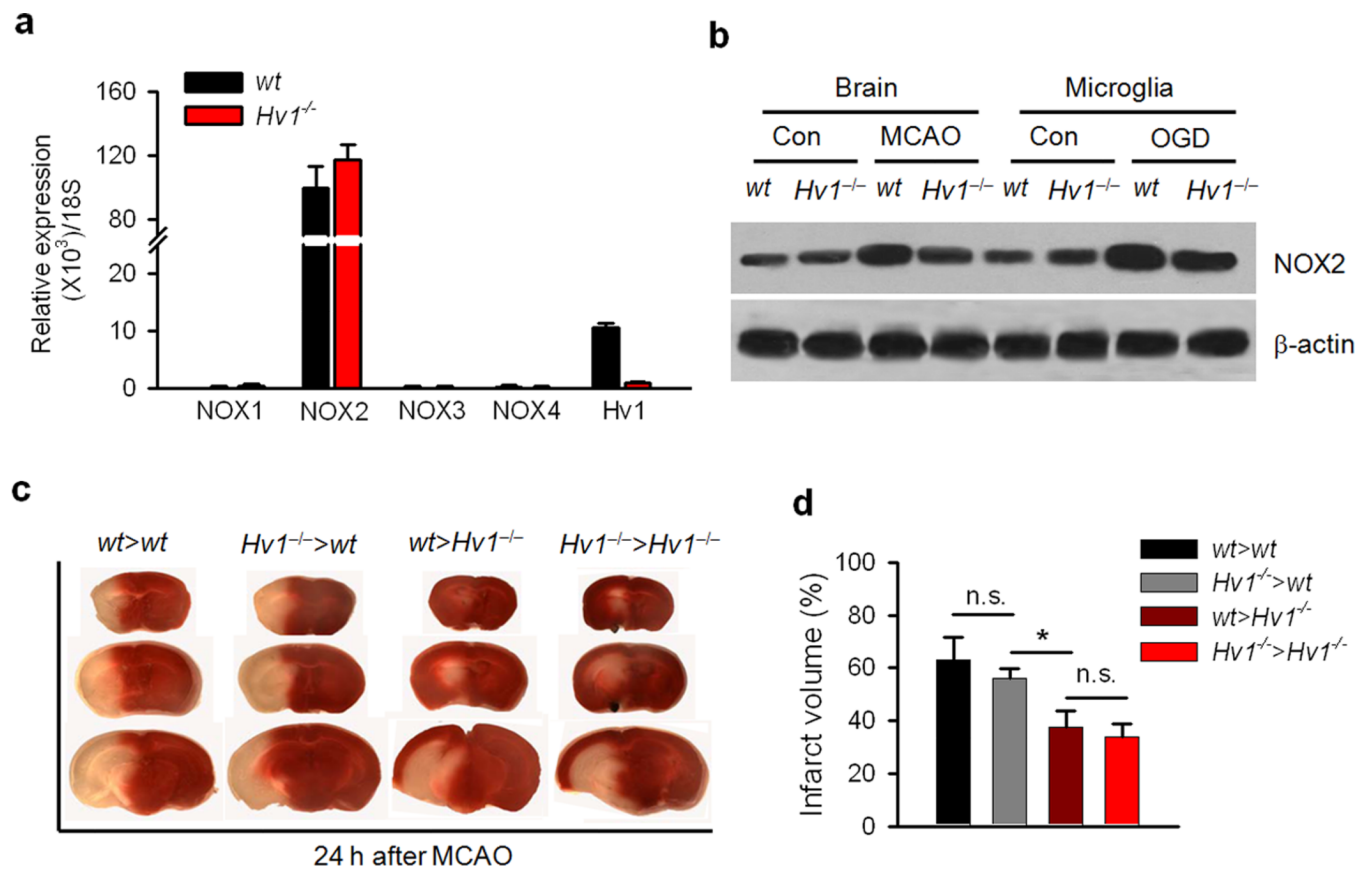 a
wt
Hv1-/-
Relative expression
(X10³)/18S
160
120
80
20
10
0
NOX1
NOX2
NOX3
NOX4
Hv1
b
Brain
Microglia
Con
MCAO
Con
OGD
wt
Hv1–/–
wt
Hv1–/–
wt
Hv1–/–
wt
Hv1–/–
NOX2
β-actin
c
wt>wt
Hv1–/–>wt
wt>Hv1–/–
Hv1–/–>Hv1–/–
24 h after MCAO
d
Infarct volume (%)
100
80
60
40
20
0
n.s.
*
n.s.
wt>wt
Hv1-/->wt
wt>Hv1-/-
Hv1-/->Hv1-/-